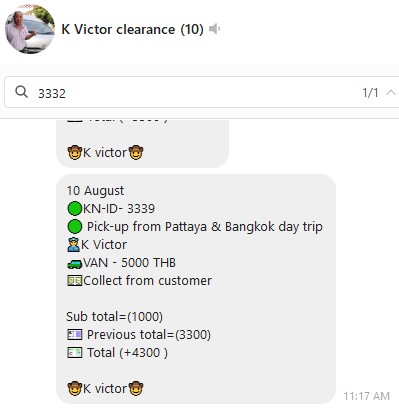 K Victor clearance (10)
3332
1/1
K victor
10 August
KN-ID- 3339
Pick-up from Pattaya & Bangkok day trip
K Victor
VAN - 5000 THB
Collect from customer
Sub total=(1000)
Previous total=(3300)
Total (+4300 )
K victor
11:17 AM